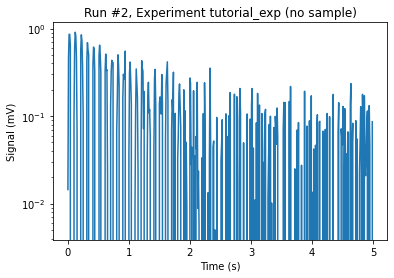 Run #2, Experiment tutorial_exp (no sample)
Signal (mV)
10⁰
10⁻¹
10⁻²
0 1 2 3 4 5
Time (s)